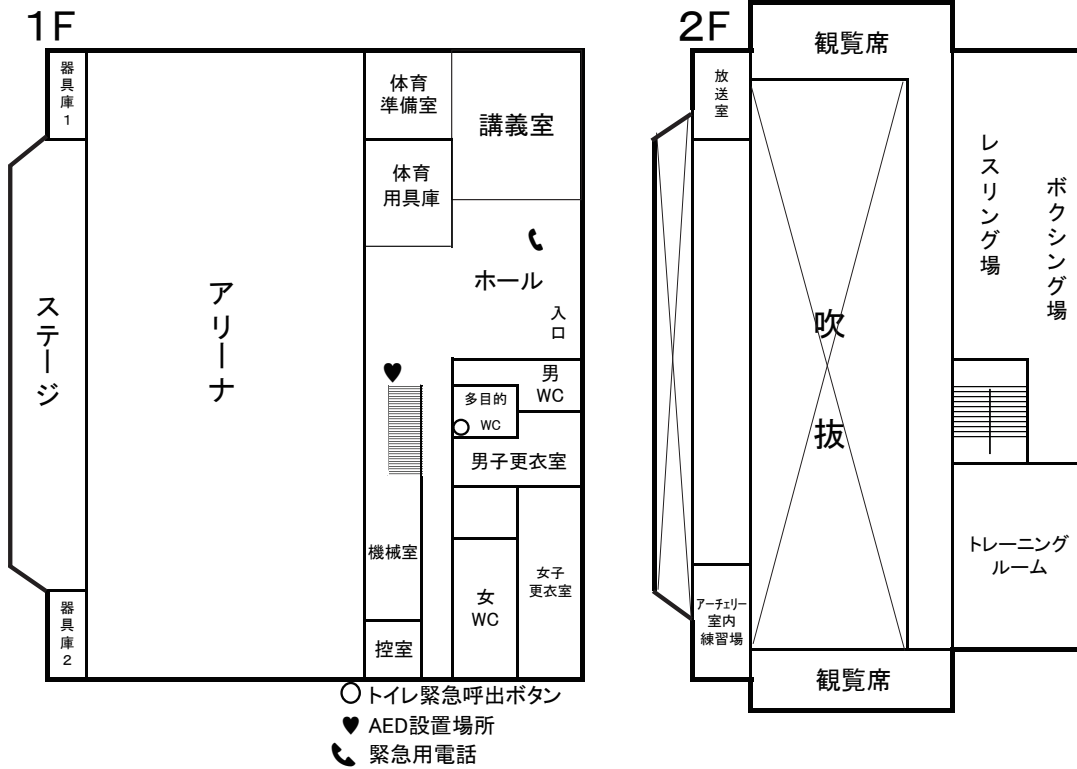 1F
器具庫1
体育
準備室
講義室
体育
用具庫
ホール
入口
ステージ
アリーナ
男
WC
多目的
WC
男子更衣室
機械室
女子
更衣室
女
WC
器具庫2
控室
トイレ緊急呼出ボタン
AED設置場所
緊急用電話
2F
観覧席
放送室
レスリング場
ボクシング場
吹抜
トレーニング
ルーム
アーチェリー
室内
練習場
観覧席